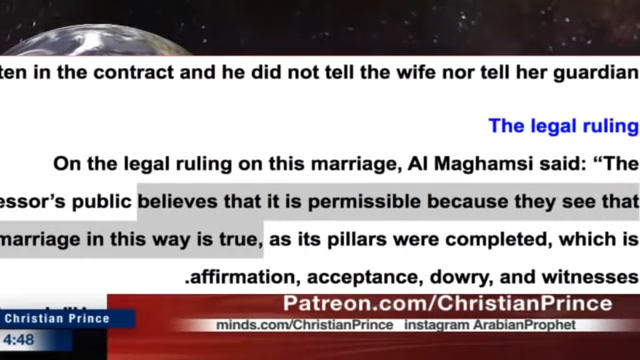 ten in the contract and he did not tell the wife nor tell her guardian
The legal ruling
On the legal ruling on this marriage, Al Maghamsi said: “The
essor’s public believes that it is permissible because they see that
marriage in this way is true, as its pillars were completed, which is
.affirmation, acceptance, dowry, and witnesses
Patreon.com/ChristianPrince
Christian Prince
minds.com/ChristianPrince instagram ArabianProphet
4:48